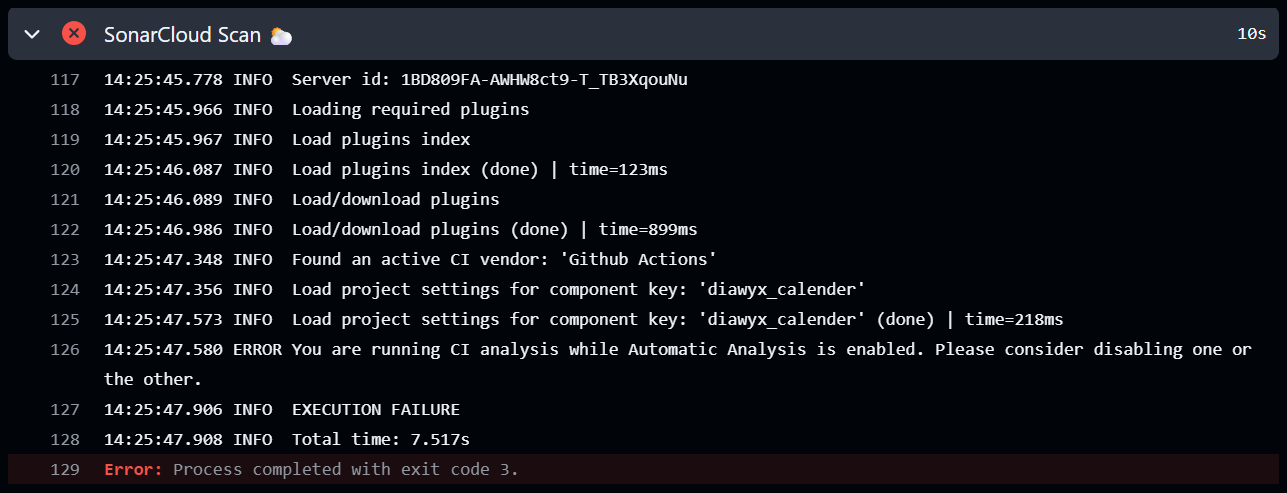 SonarCloud Scan ⛅ 10s
117 14:25:45.778 INFO  Server id: 1BD809FA-AWHW8ct9-T_TB3XqouNu
118 14:25:45.966 INFO  Loading required plugins
119 14:25:45.967 INFO  Load plugins index
120 14:25:46.087 INFO  Load plugins index (done) | time=123ms
121 14:25:46.089 INFO  Load/download plugins
122 14:25:46.986 INFO  Load/download plugins (done) | time=899ms
123 14:25:47.348 INFO  Found an active CI vendor: 'Github Actions'
124 14:25:47.356 INFO  Load project settings for component key: 'diawyx_calender'
125 14:25:47.573 INFO  Load project settings for component key: 'diawyx_calender' (done) | time=218ms
126 14:25:47.580 ERROR You are running CI analysis while Automatic Analysis is enabled. Please consider disabling one or
the other.
127 14:25:47.906 INFO  EXECUTION FAILURE
128 14:25:47.908 INFO  Total time: 7.517s
129 Error: Process completed with exit code 3.